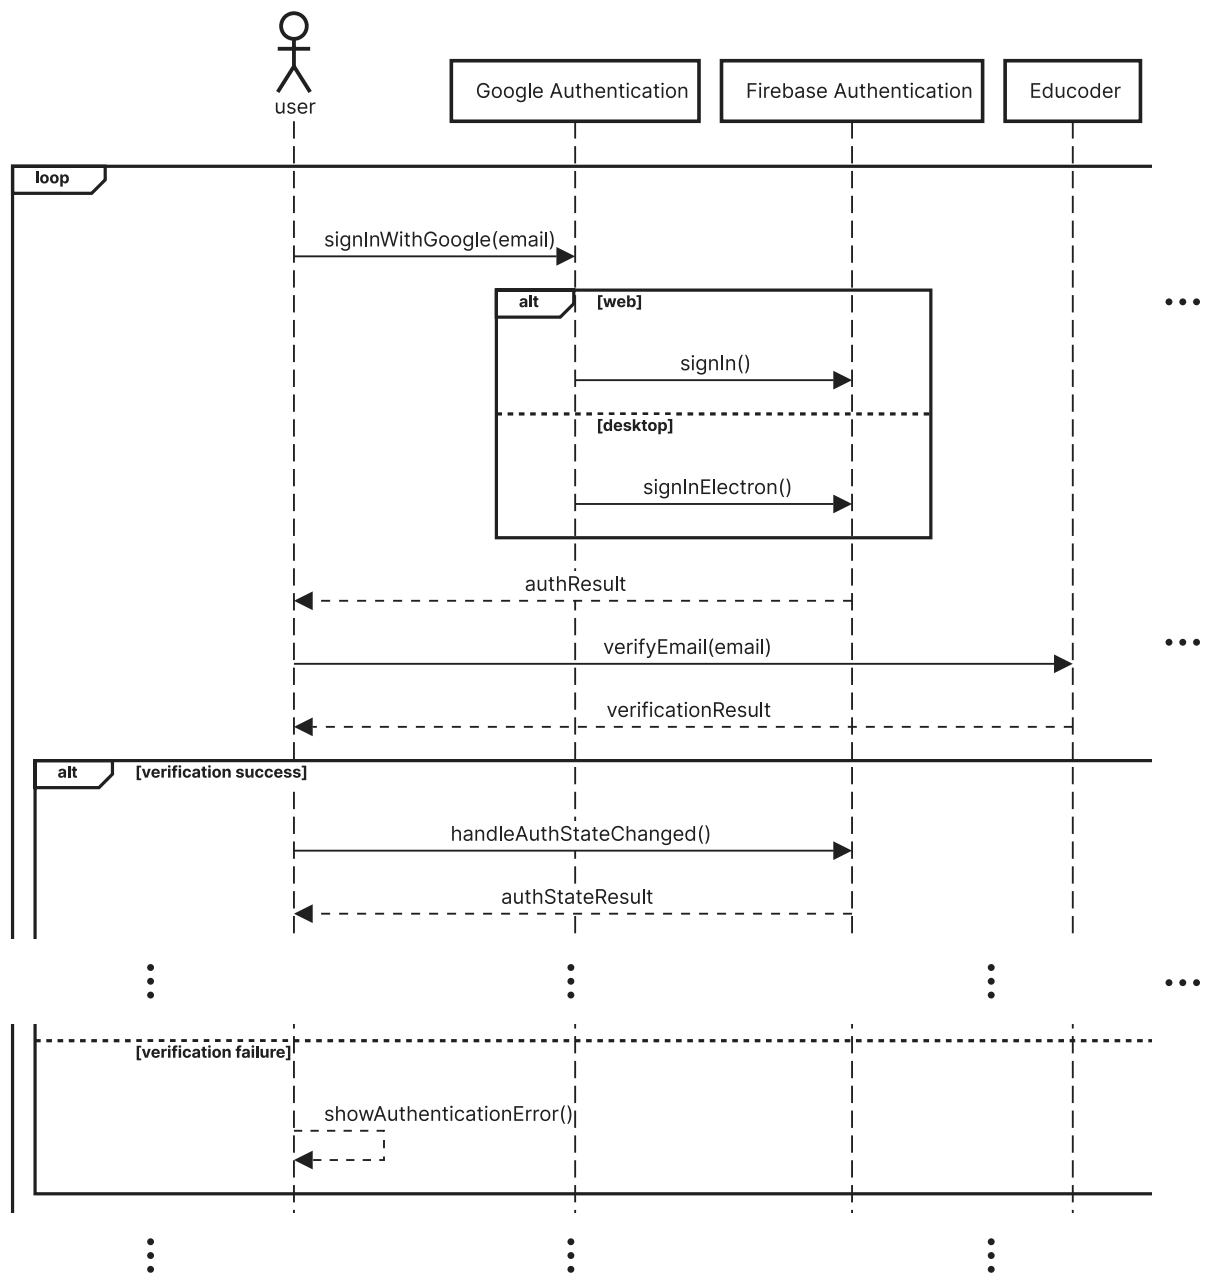 user
Google Authentication
Firebase Authentication
Educoder
loop
signInWithGoogle(email)
alt
[web]
signIn()
[desktop]
signInElectron()
authResult
verifyEmail(email)
verificationResult
alt
[verification success]
handleAuthStateChanged()
authStateResult
[verification failure]
showAuthenticationError()